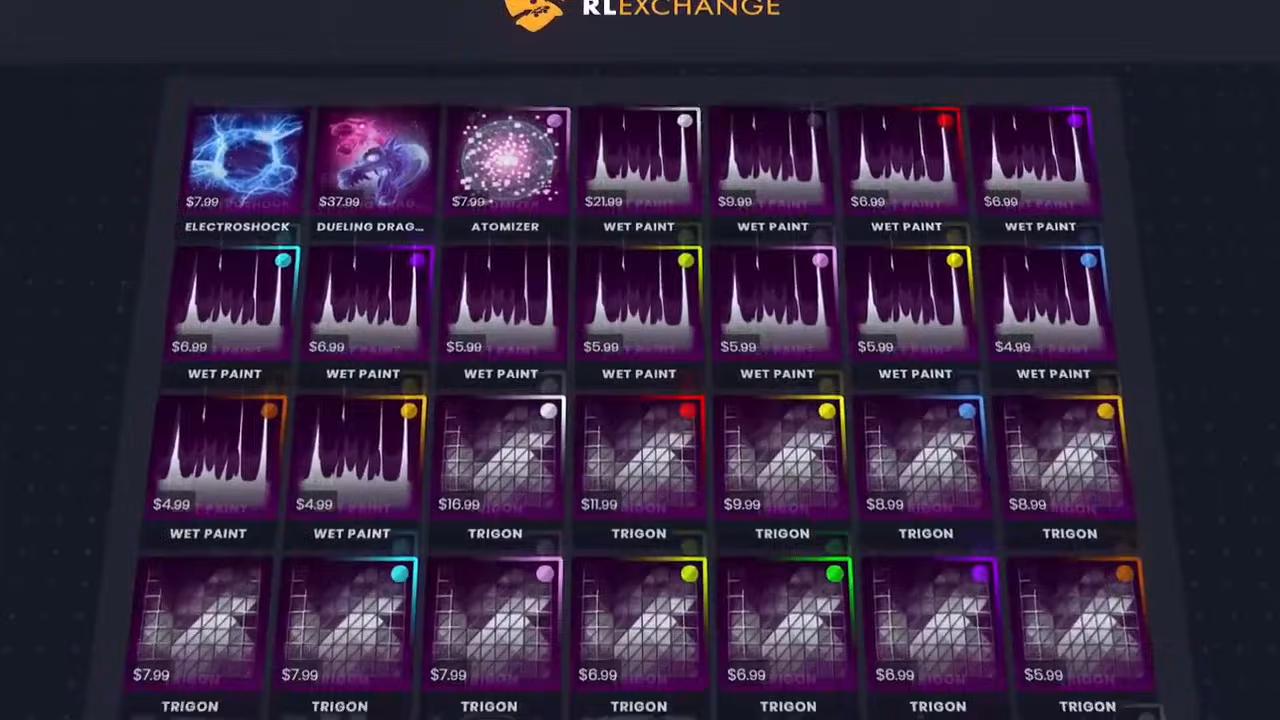 RLEXCHANGE
$7.99 $37.99 $7.99 $21.99 $9.99 $6.99 $6.99
ELECTROSHOCK DUELING DRAG... ATOMIZER WET PAINT WET PAINT WET PAINT WET PAINT
$6.99 $6.99 $5.99 $5.99 $5.99 $5.99 $4.99
WET PAINT WET PAINT WET PAINT WET PAINT WET PAINT WET PAINT WET PAINT
$4.99 $4.99 $16.99 $11.99 $9.99 $8.99 $8.99
WET PAINT WET PAINT TRIGON TRIGON TRIGON TRIGON TRIGON
$7.99 $7.99 $7.99 $6.99 $6.99 $6.99 $5.99
TRIGON TRIGON TRIGON TRIGON TRIGON TRIGON TRIGON